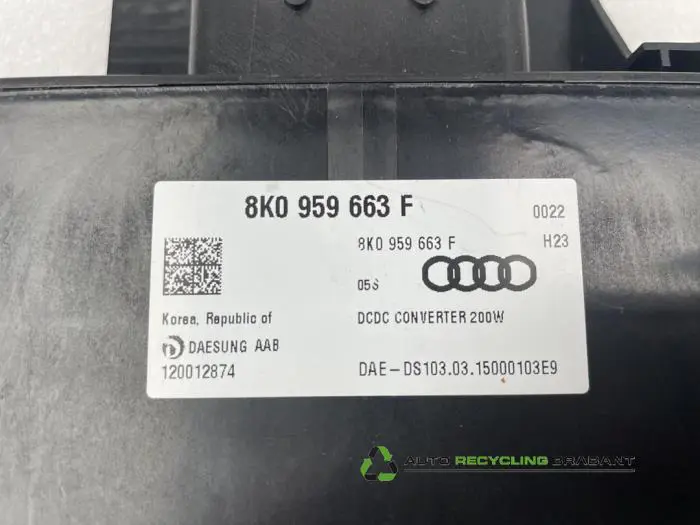 8K0 959 663 F
0022
8K0 959 663 F
H23
05S
Korea, Republic of
DCDC CONVERTER 200W
DAESUNG AAB
120012874
DAE-DS103.03.15000103E9
AUTO RECYCLING BRABANT